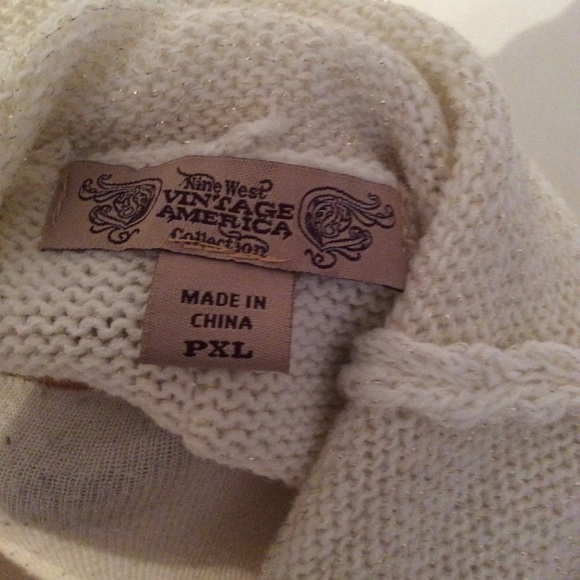 Nine West
VINTAGE
AMERICA
Collection
MADE IN
CHINA
PXL